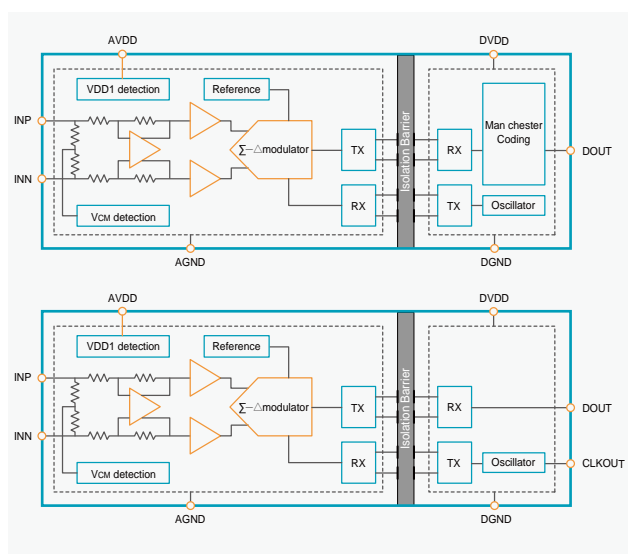 AVDD
DVDD
VDD1 detection
Reference
INP
INN
∑−△modulator
TX
RX
Isolation Barrier
RX
TX
Man chester
Coding
Oscillator
DOUT
VCM detection
AGND
DGND
AVDD
DVDD
VDD1 detection
Reference
INP
INN
∑−△modulator
TX
RX
Isolation Barrier
RX
TX
Oscillator
DOUT
CLKOUT
VCM detection
AGND
DGND